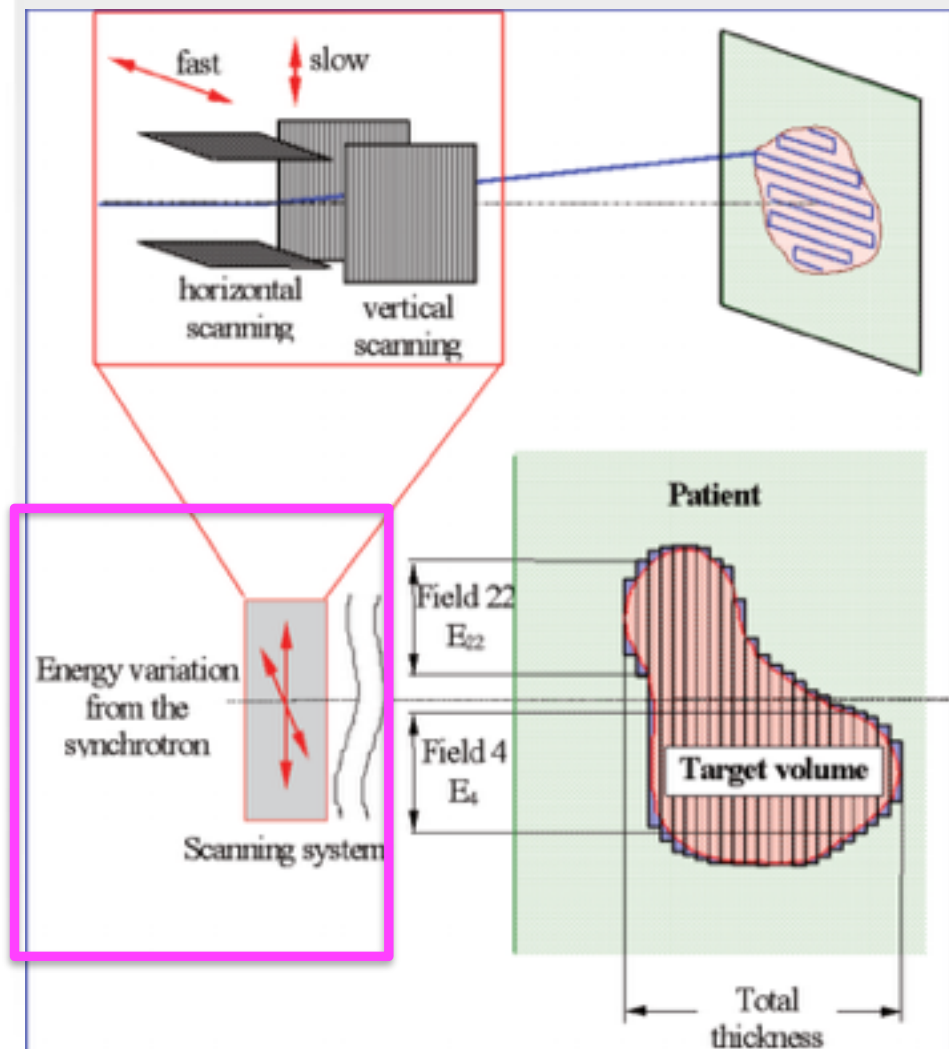 fast
slow
horizontal
scanning
vertical
scanning
Patient
Field 22
E22
Energy variation
from the
synchrotron
Field 4
E4
Target volume
Scanning system
Total
thickness